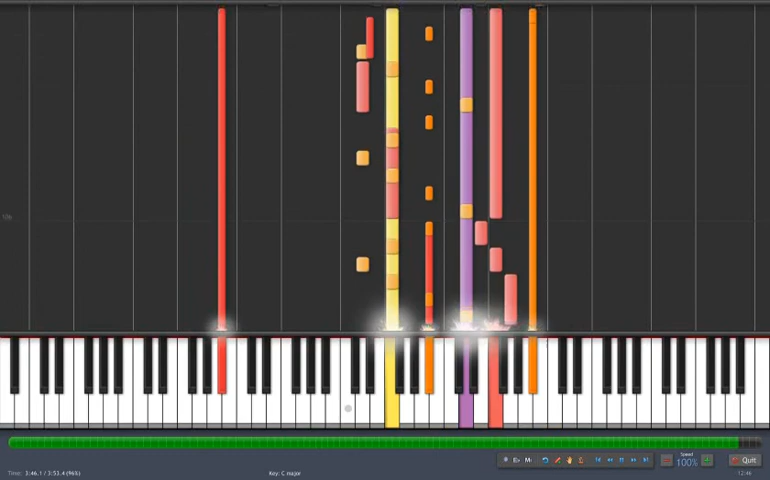 Speed
100%
Quit
Time: 3:46.1 / 3:53.4 (96%)
Key: C major
12:46